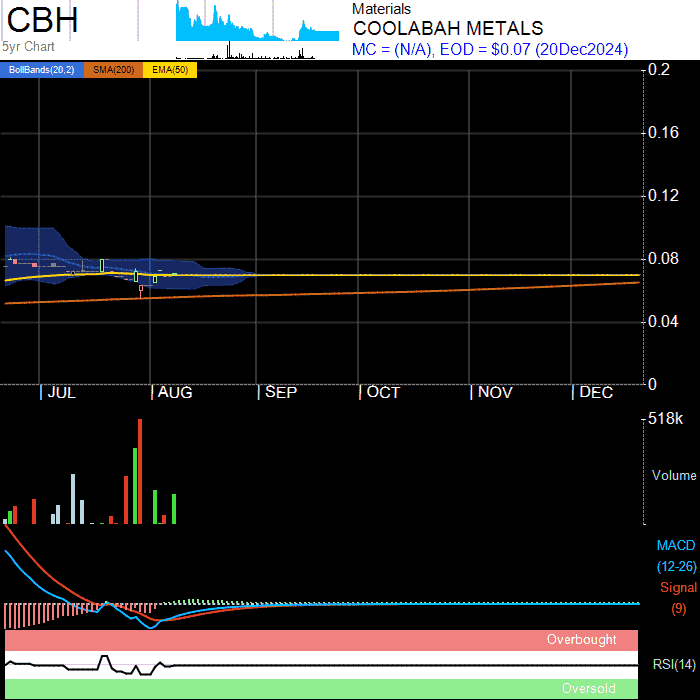 CBH
5yr Chart
Materials
COOLABAH METALS
MC = (N/A), EOD = $0.07 (20Dec2024)
BollBands(20,2) SMA(200) EMA(50)
0.2
0.16
0.12
0.08
0.04
0
JUL AUG SEP OCT NOV DEC
518k
Volume
MACD
(12-26)
Signal
(9)
Overbought
RSI(14)
Oversold